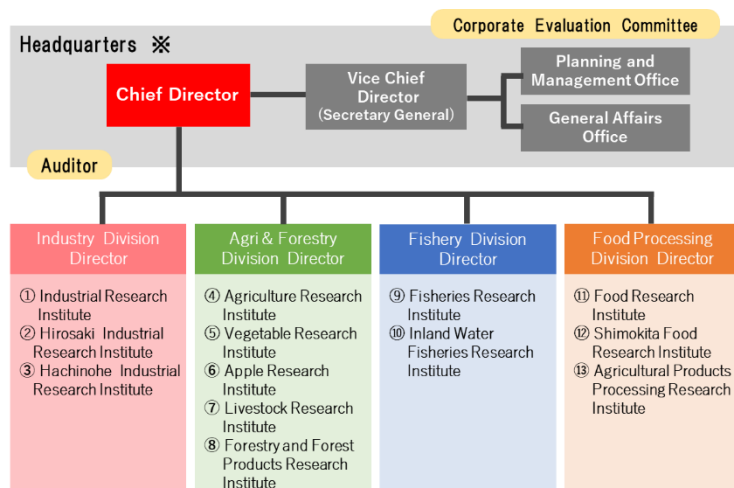 Corporate Evaluation Committee
Headquarters ※
Chief Director
Vice Chief
Director
(Secretary General)
Planning and
Management Office
General Affairs
Office
Auditor
Industry Division
Director
① Industrial Research
Institute
② Hirosaki Industrial
Research Institute
③ Hachinohe Industrial
Research Institute
Agri & Forestry
Division Director
④ Agriculture Research
Institute
⑤ Vegetable Research
Institute
⑥ Apple Research
Institute
⑦ Livestock Research
Institute
⑧ Forestry and Forest
Products Research
Institute
Fishery Division
Director
⑨ Fisheries Research
Institute
⑩ Inland Water
Fisheries Research
Institute
Food Processing
Division Director
⑪ Food Research
Institute
⑫ Shimokita Food
Research Institute
⑬ Agricultural Products
Processing Research
Institute